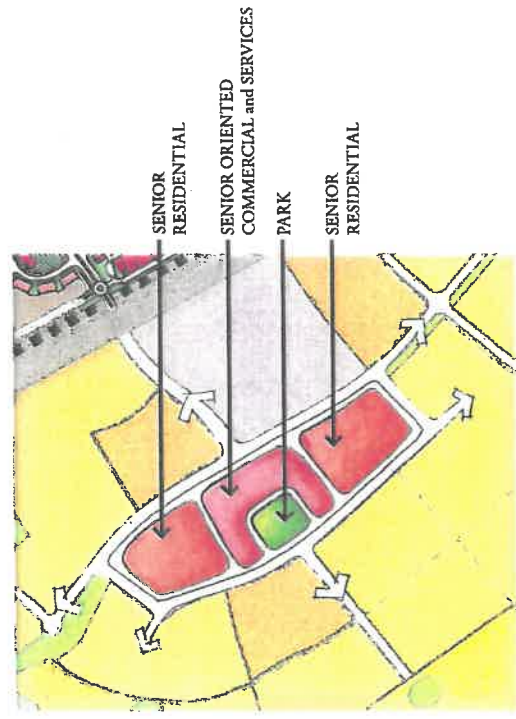 SENIOR
RESIDENTIAL
SENIOR ORIENTED
COMMERCIAL and SERVICES
PARK
SENIOR
RESIDENTIAL